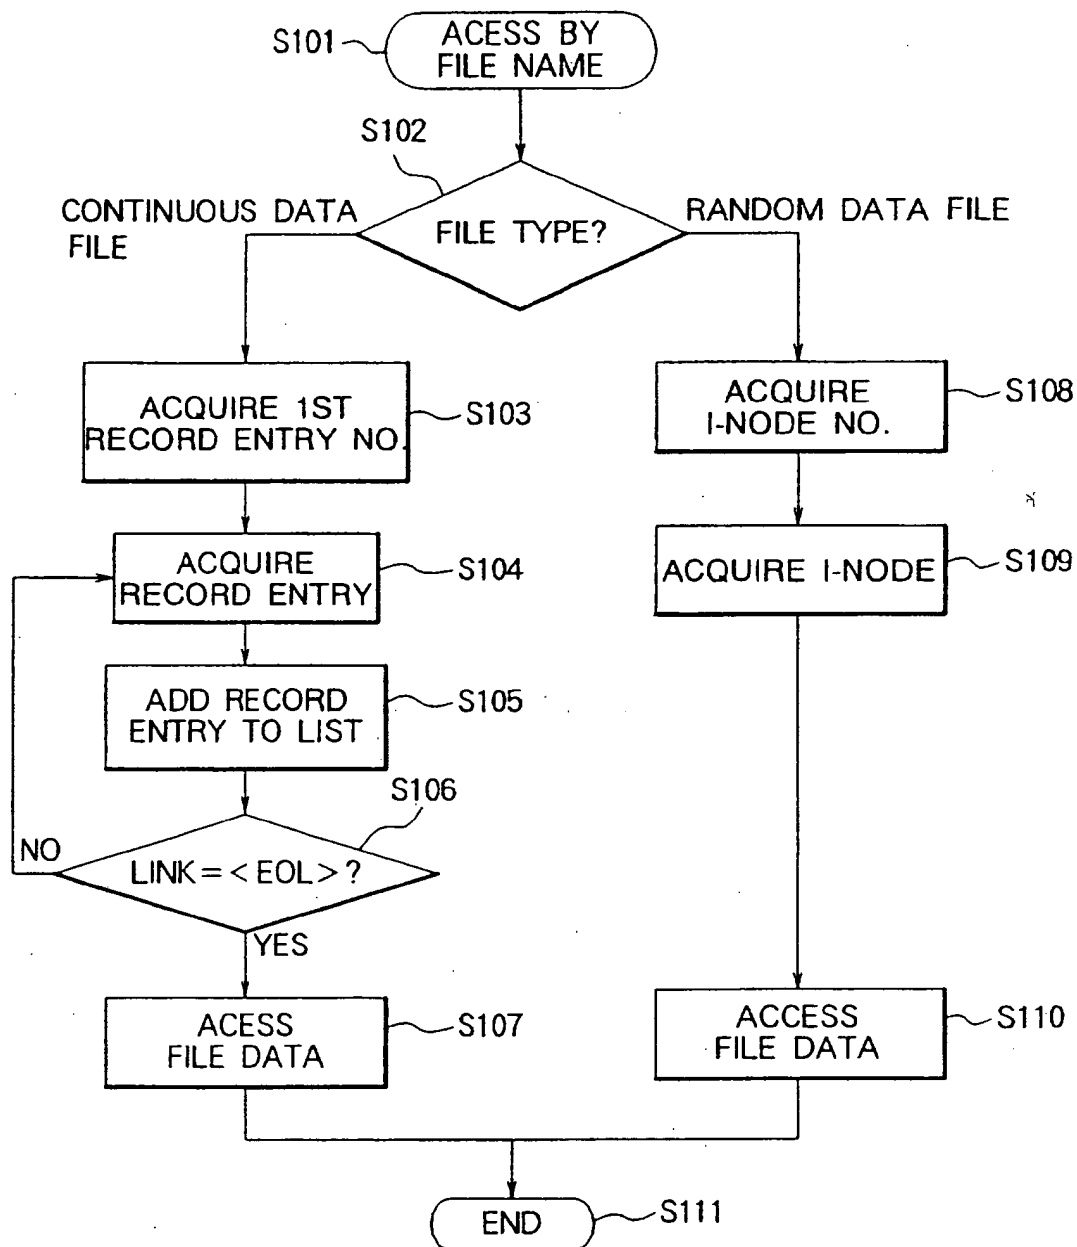 S101
ACESS BY
FILE NAME
S102
CONTINUOUS DATA
FILE
FILE TYPE?
RANDOM DATA FILE
ACQUIRE 1ST
RECORD ENTRY NO.
S103
ACQUIRE
I-NODE NO.
S108
ACQUIRE
RECORD ENTRY
S104
ACQUIRE I-NODE
S109
ADD RECORD
ENTRY TO LIST
S105
S106
NO
LINK=<EOL>?
YES
ACESS
FILE DATA
S107
ACCESS
FILE DATA
S110
END
S111